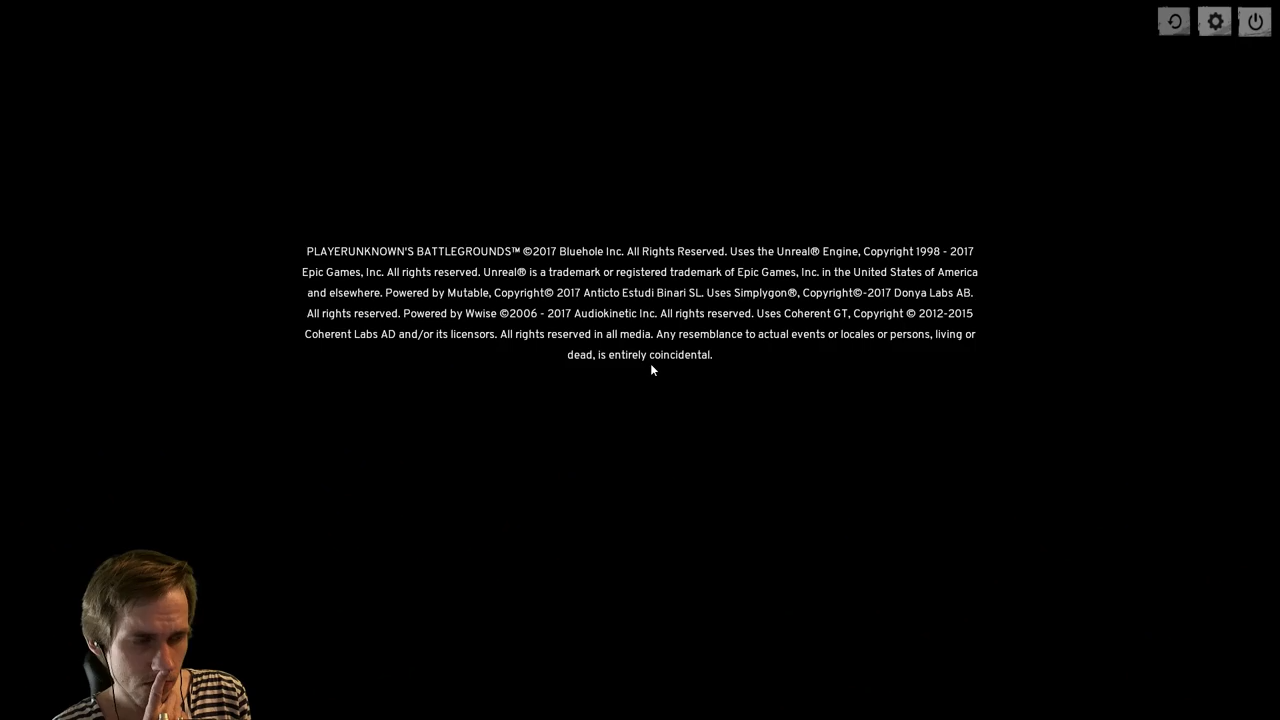 PLAYERUNKNOWN'S BATTLEGROUNDS™ ©2017 Bluehole Inc. All Rights Reserved. Uses the Unreal® Engine, Copyright 1998 - 2017
Epic Games, Inc. All rights reserved. Unreal® is a trademark or registered trademark of Epic Games, Inc. in the United States of America
and elsewhere. Powered by Mutable, Copyright© 2017 Anticto Estudi Binari SL. Uses Simplygon®, Copyright©-2017 Donya Labs AB.
All rights reserved. Powered by Wwise ©2006 - 2017 Audiokinetic Inc. All rights reserved. Uses Coherent GT, Copyright © 2012-2015
Coherent Labs AD and/or its licensors. All rights reserved in all media. Any resemblance to actual events or locales or persons, living or
dead, is entirely coincidental.